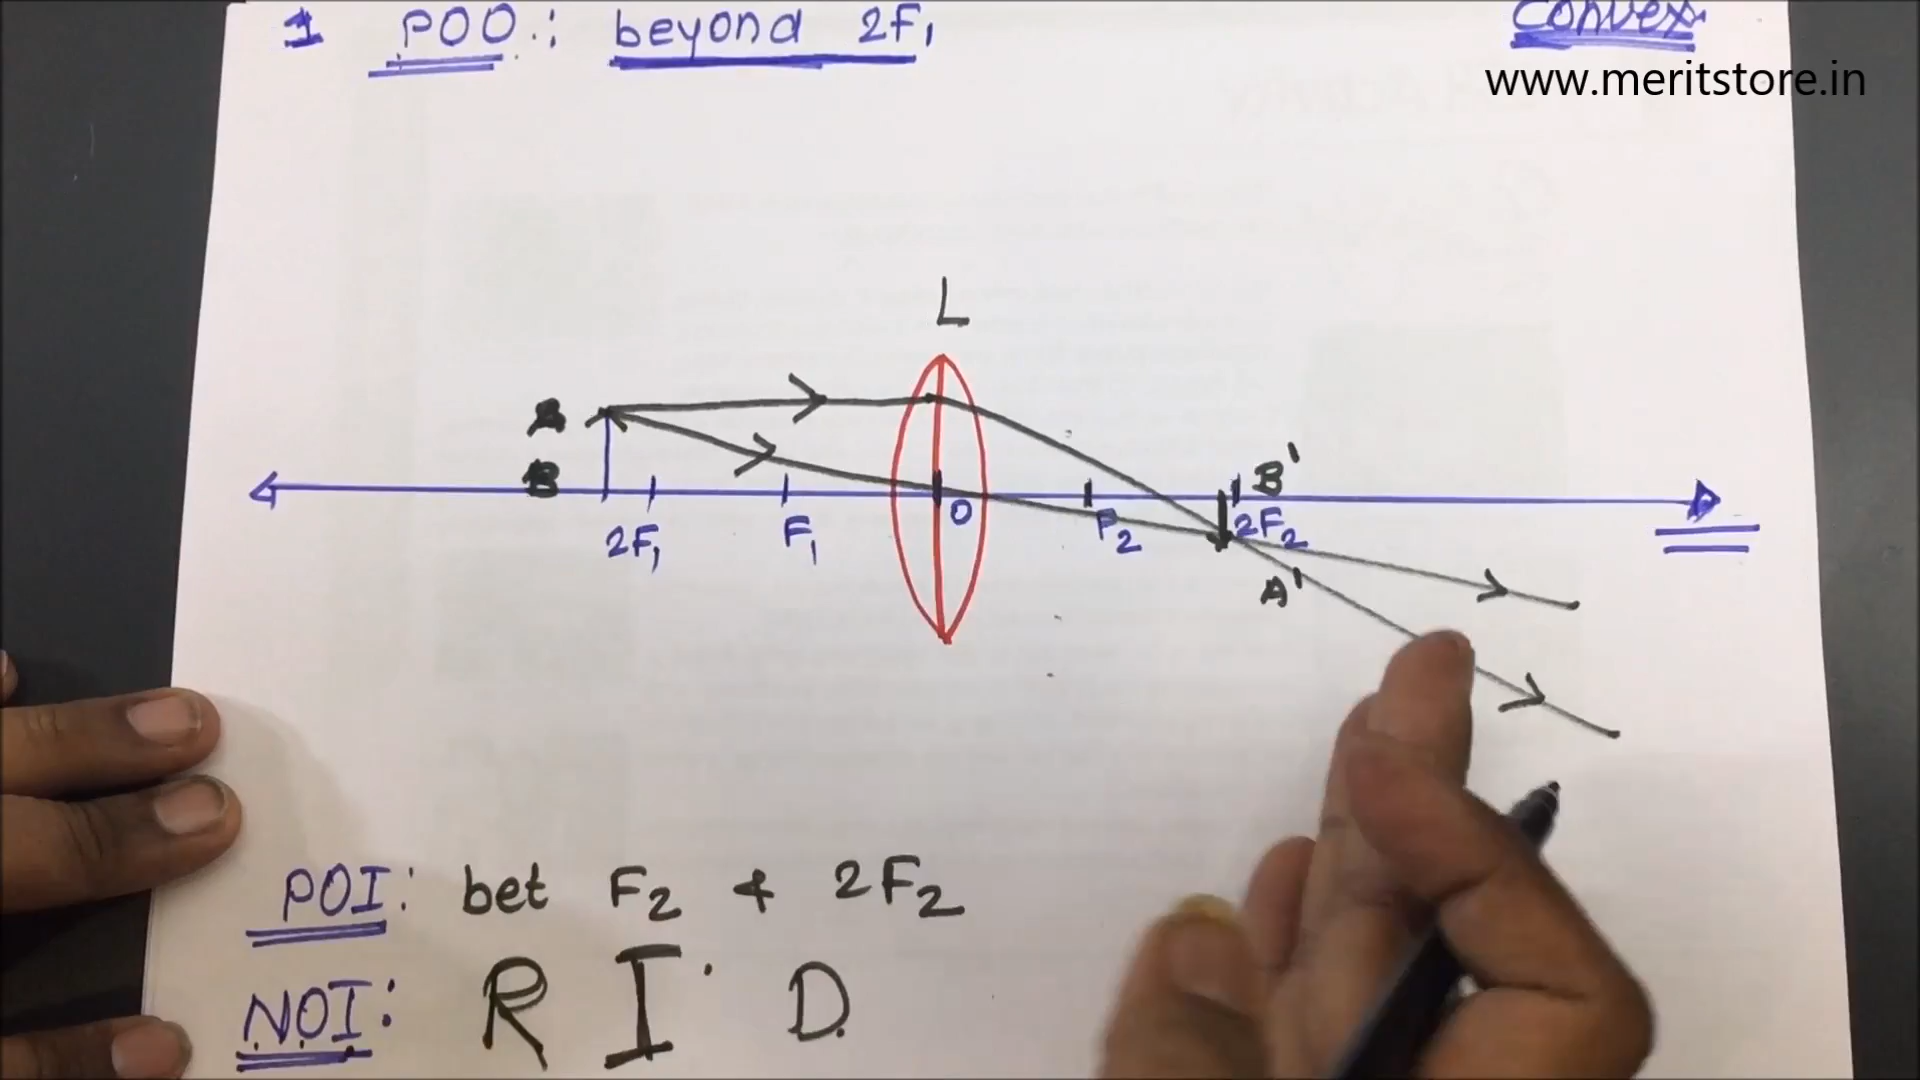 1 POO.: beyond 2F₁
Convex
www.meritstore.in
L
A
B
B'
2F₁
F₁
O
F₂
2F₂
A'
POI: bet F₂ & 2F₂
NOI: R I D